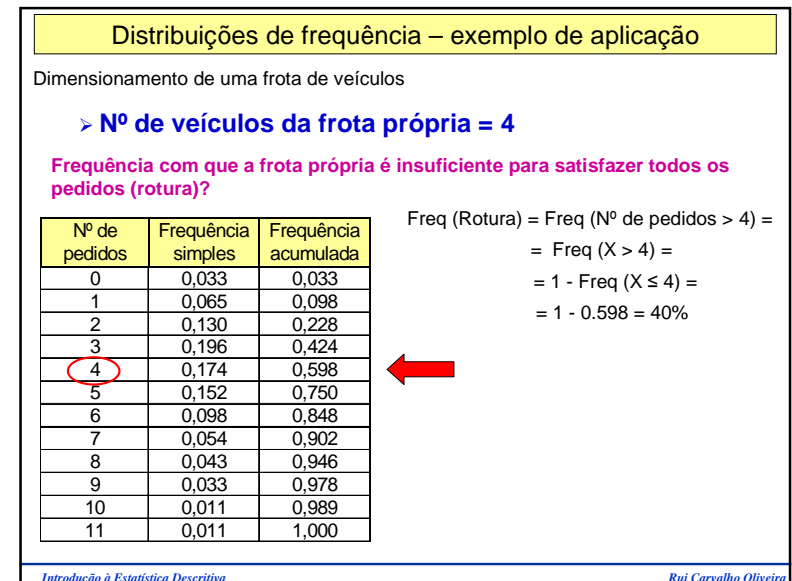 Distribuições de frequência – exemplo de aplicação
Dimensionamento de uma frota de veículos
➢ Nº de veículos da frota própria = 4
Frequência com que a frota própria é insuficiente para satisfazer todos os
pedidos (rotura)?
Nº de pedidos Frequência simples Frequência acumulada
0 0,033 0,033
1 0,065 0,098
2 0,130 0,228
3 0,196 0,424
4 0,174 0,598
5 0,152 0,750
6 0,098 0,848
7 0,054 0,902
8 0,043 0,946
9 0,033 0,978
10 0,011 0,989
11 0,011 1,000
Freq (Rotura) = Freq (Nº de pedidos > 4) =
= Freq (X > 4) =
= 1 - Freq (X ≤ 4) =
= 1 - 0.598 = 40%
Introdução à Estatística Descritiva Rui Carvalho Oliveira